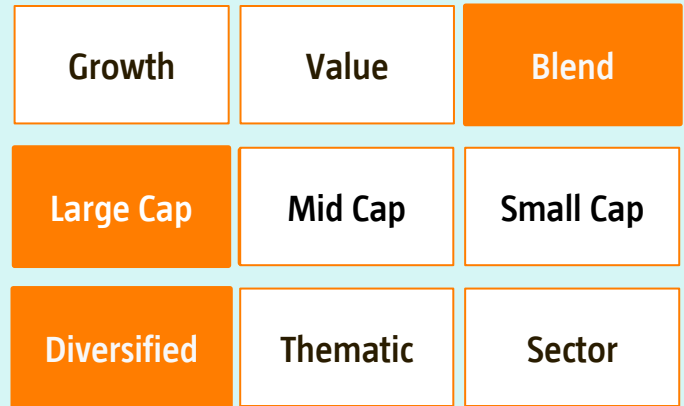 Growth Value Blend
Large Cap Mid Cap Small Cap
Diversified Thematic Sector